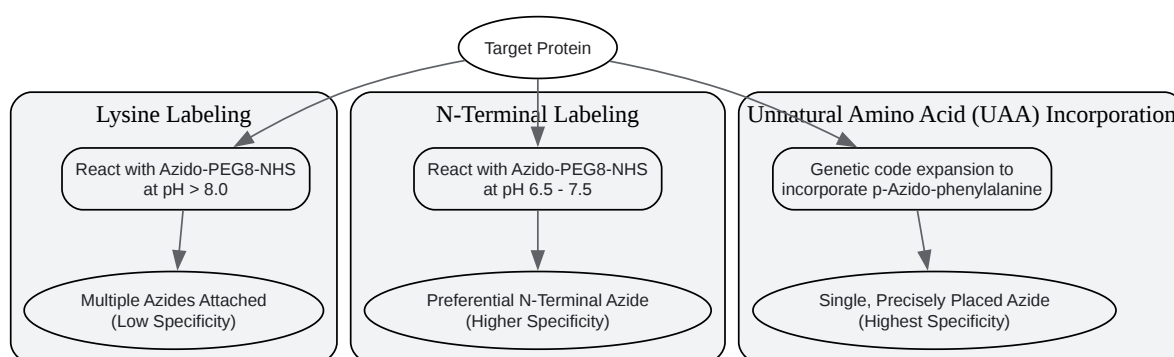 Target Protein
Lysine Labeling
React with Azido-PEG8-NHS
at pH > 8.0
Multiple Azides Attached
(Low Specificity)
N-Terminal Labeling
React with Azido-PEG8-NHS
at pH 6.5 - 7.5
Preferential N-Terminal Azide
(Higher Specificity)
Unnatural Amino Acid (UAA) Incorporation
Genetic code expansion to
incorporate p-Azido-phenylalanine
Single, Precisely Placed Azide
(Highest Specificity)